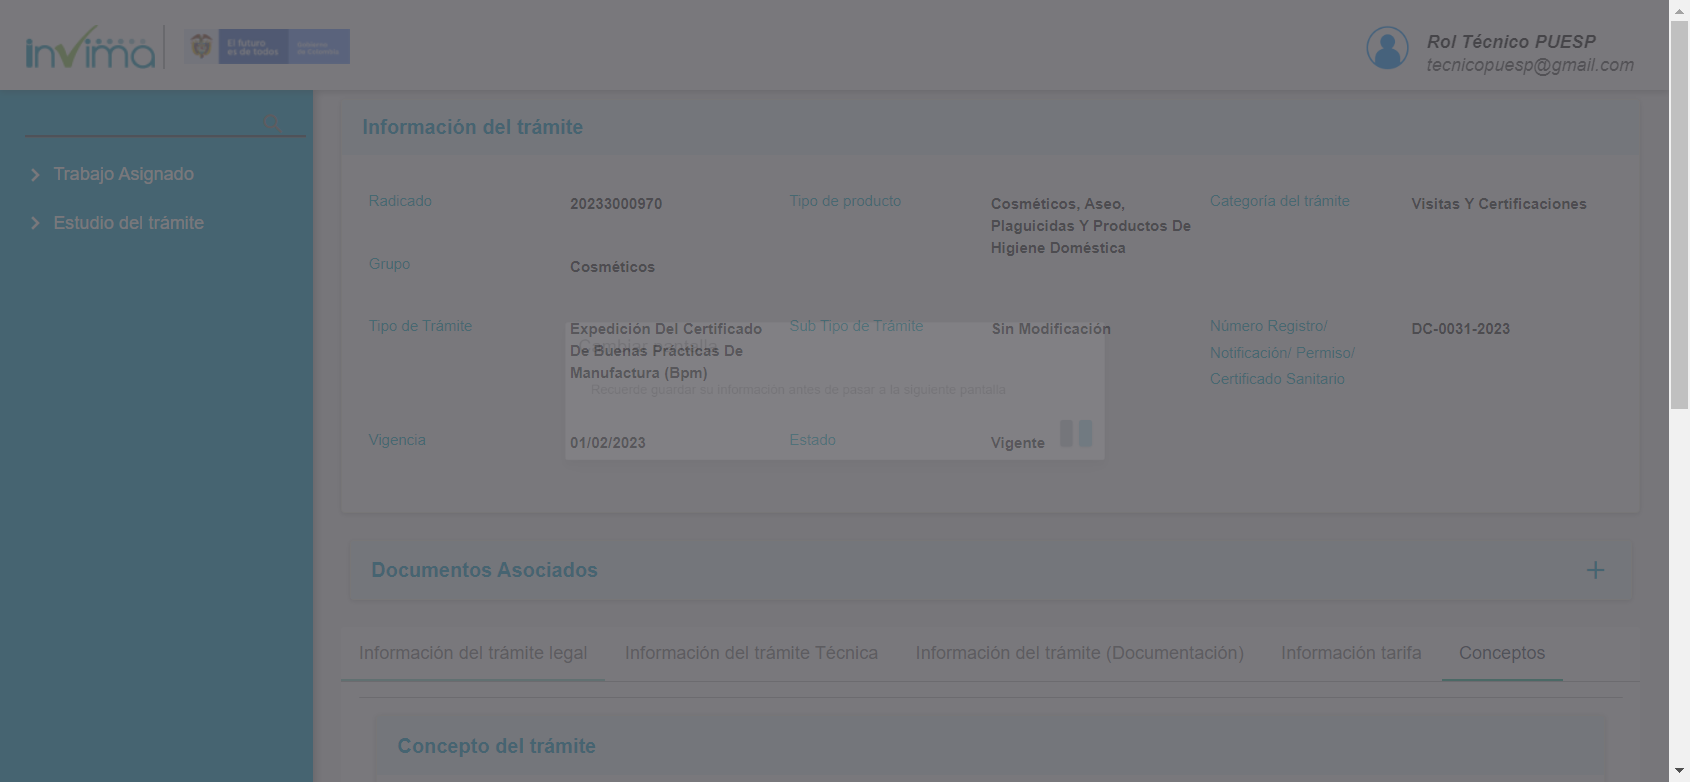 invima
El futuro
es de todos
Gobierno
de Colombia
Rol Técnico PUESP
tecnicopuesp@gmail.com
Trabajo Asignado
Estudio del trámite
Información del trámite
Radicado
20233000970
Tipo de producto
Cosméticos, Aseo,
Plaguicidas Y Productos De
Higiene Doméstica
Categoría del trámite
Visitas Y Certificaciones
Grupo
Cosméticos
Tipo de Trámite
Expedición Del Certificado
De Buenas Prácticas De
Manufactura (Bpm)
Sub Tipo de Trámite
Sin Modificación
Número Registro/
Notificación/ Permiso/
Certificado Sanitario
DC-0031-2023
Cambiar pantalla
Recuerde guardar su información antes de pasar a la siguiente pantalla
Vigencia
01/02/2023
Estado
Vigente
Documentos Asociados
Información del trámite legal
Información del trámite Técnica
Información del trámite (Documentación)
Información tarifa
Conceptos
Concepto del trámite